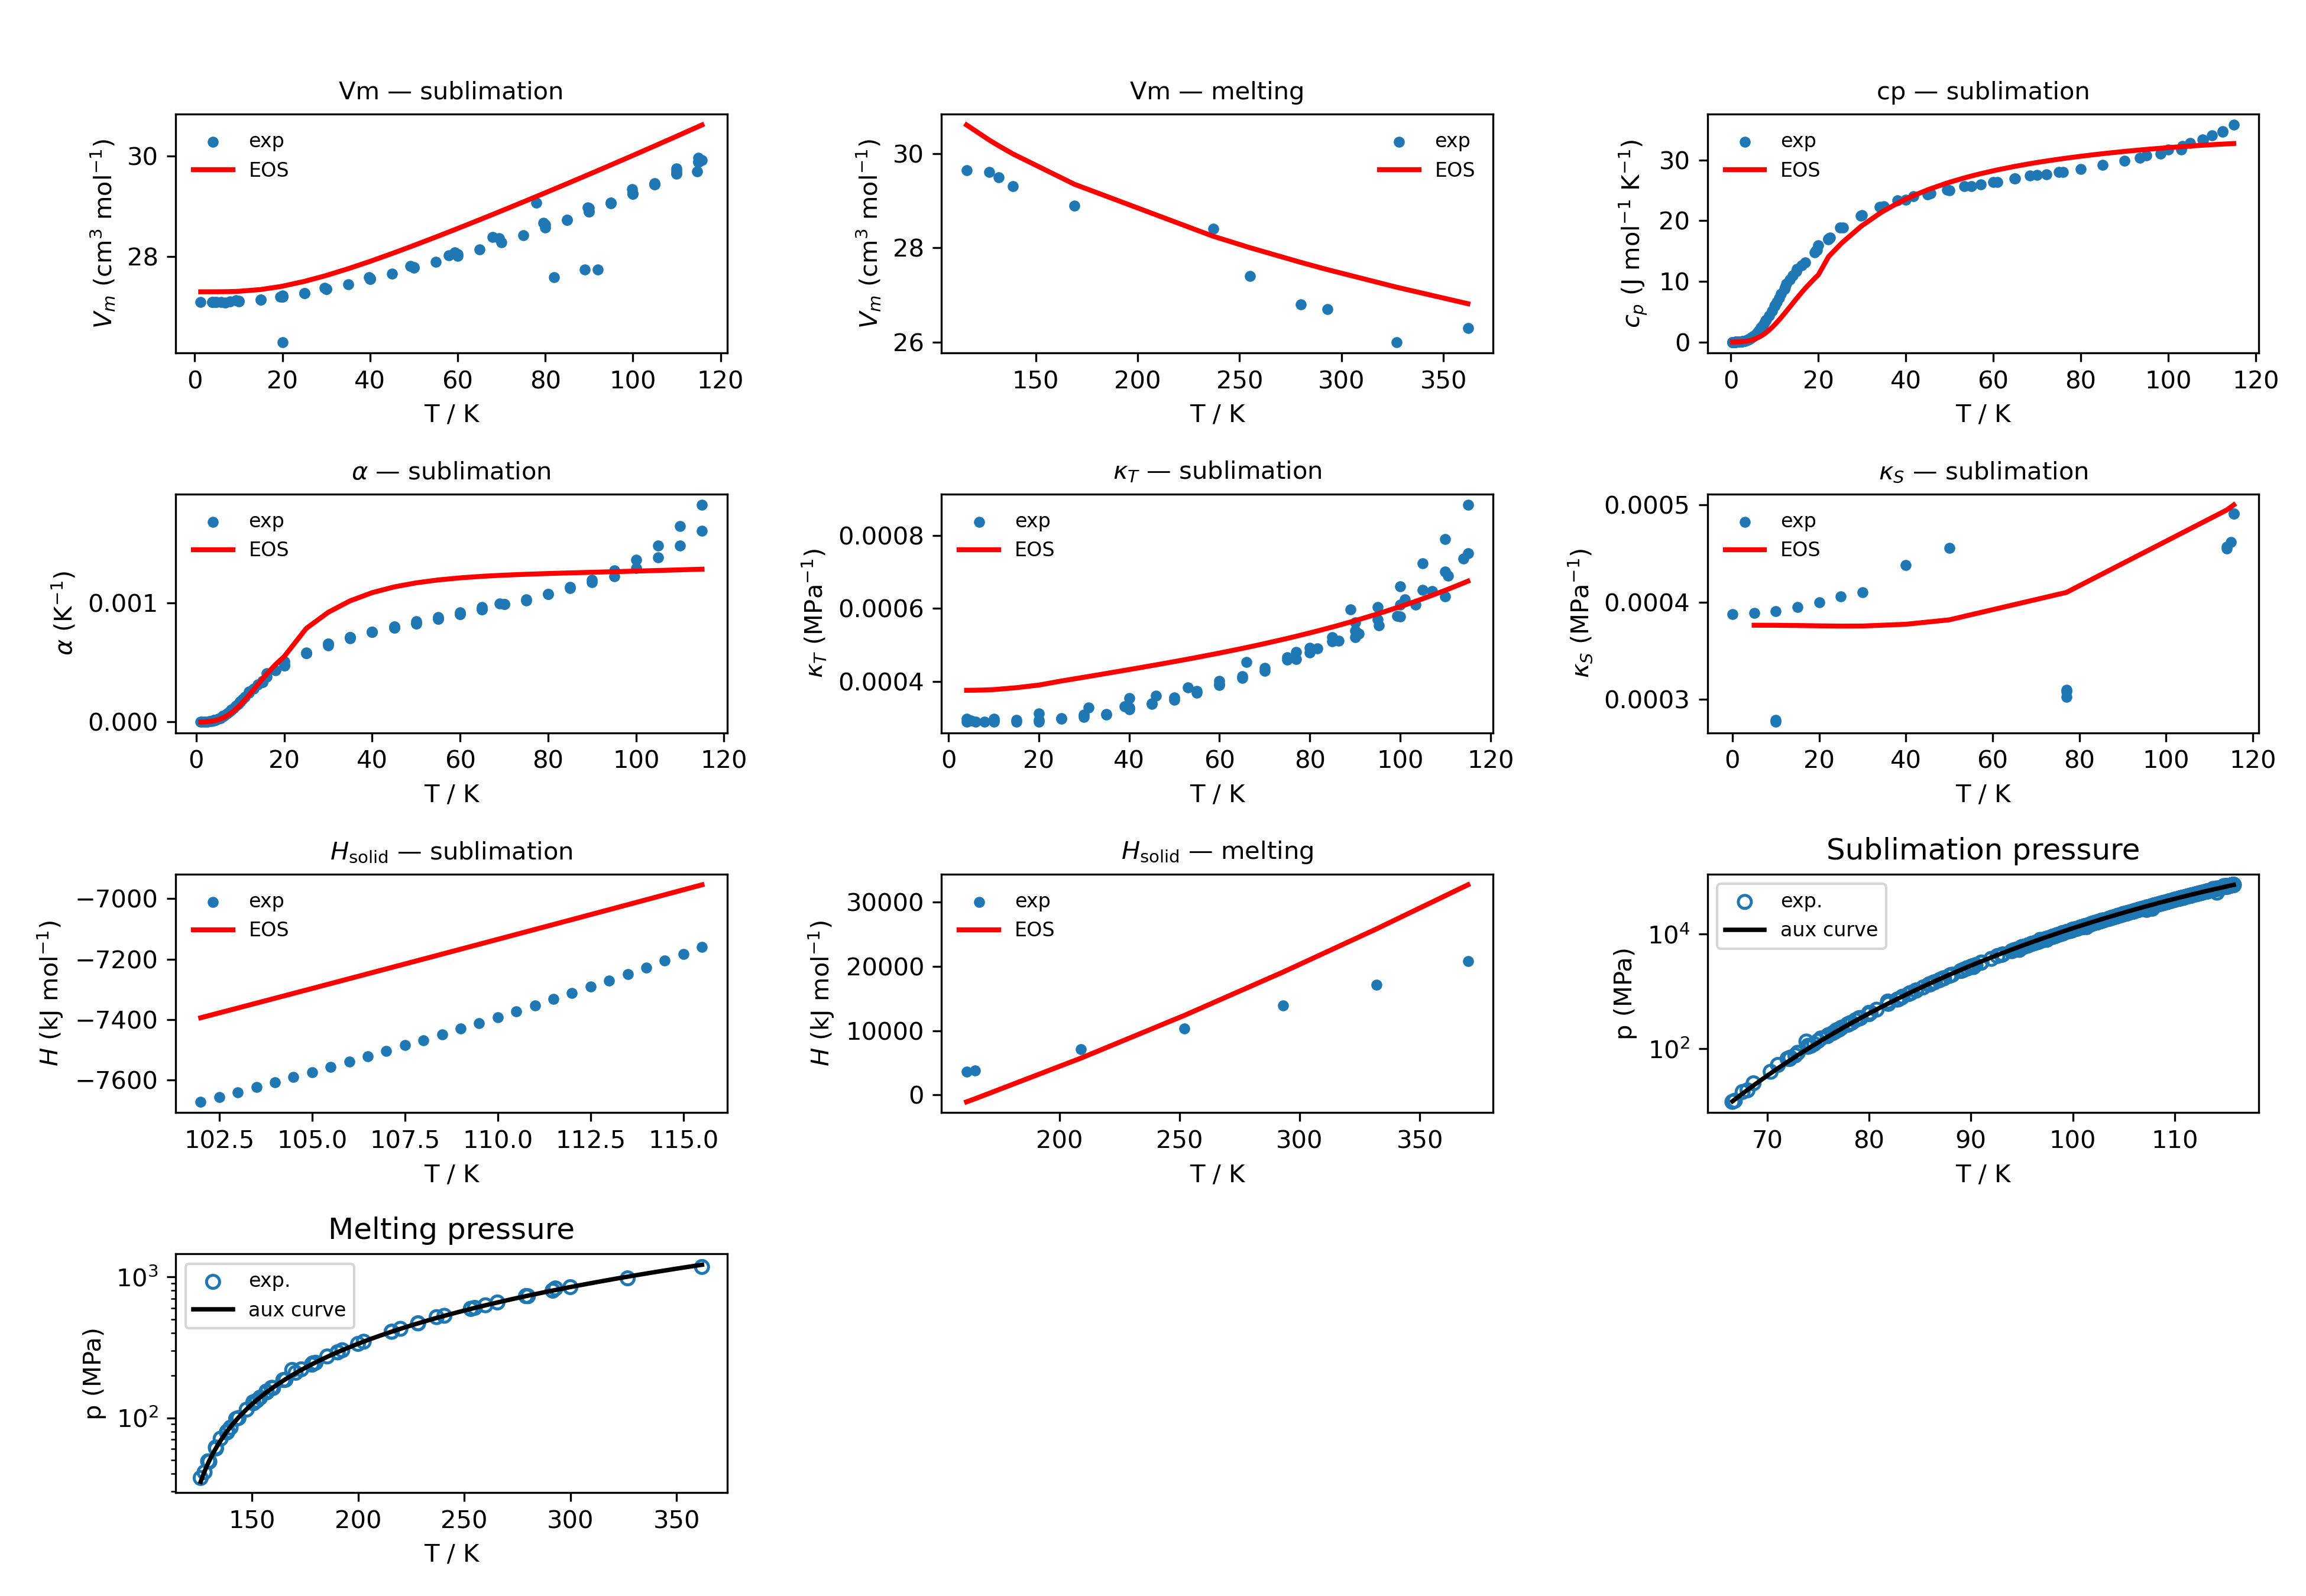 Vm — sublimation
Vm — melting
cp — sublimation
Vₘ (cm³ mol⁻¹)
30
28
exp
EOS
0 20 40 60 80 100 120
T / K
Vₘ (cm³ mol⁻¹)
30
28
26
exp
EOS
150 200 250 300 350
T / K
cₚ (J mol⁻¹ K⁻¹)
30
20
10
0
exp
EOS
0 20 40 60 80 100 120
T / K
α — sublimation
κ_T — sublimation
κ_S — sublimation
α (K⁻¹)
0.001
0.000
exp
EOS
0 20 40 60 80 100 120
T / K
κ_T (MPa⁻¹)
0.0008
0.0006
0.0004
exp
EOS
0 20 40 60 80 100 120
T / K
κ_S (MPa⁻¹)
0.0005
0.0004
0.0003
exp
EOS
0 20 40 60 80 100 120
T / K
H_solid — sublimation
H_solid — melting
Sublimation pressure
H (kJ mol⁻¹)
−7000
−7200
−7400
−7600
exp
EOS
102.5 105.0 107.5 110.0 112.5 115.0
T / K
H (kJ mol⁻¹)
30000
20000
10000
0
exp
EOS
200 250 300 350
T / K
p (MPa)
10⁴
10²
exp.
aux curve
70 80 90 100 110
T / K
Melting pressure
p (MPa)
10³
10²
exp.
aux curve
150 200 250 300 350
T / K